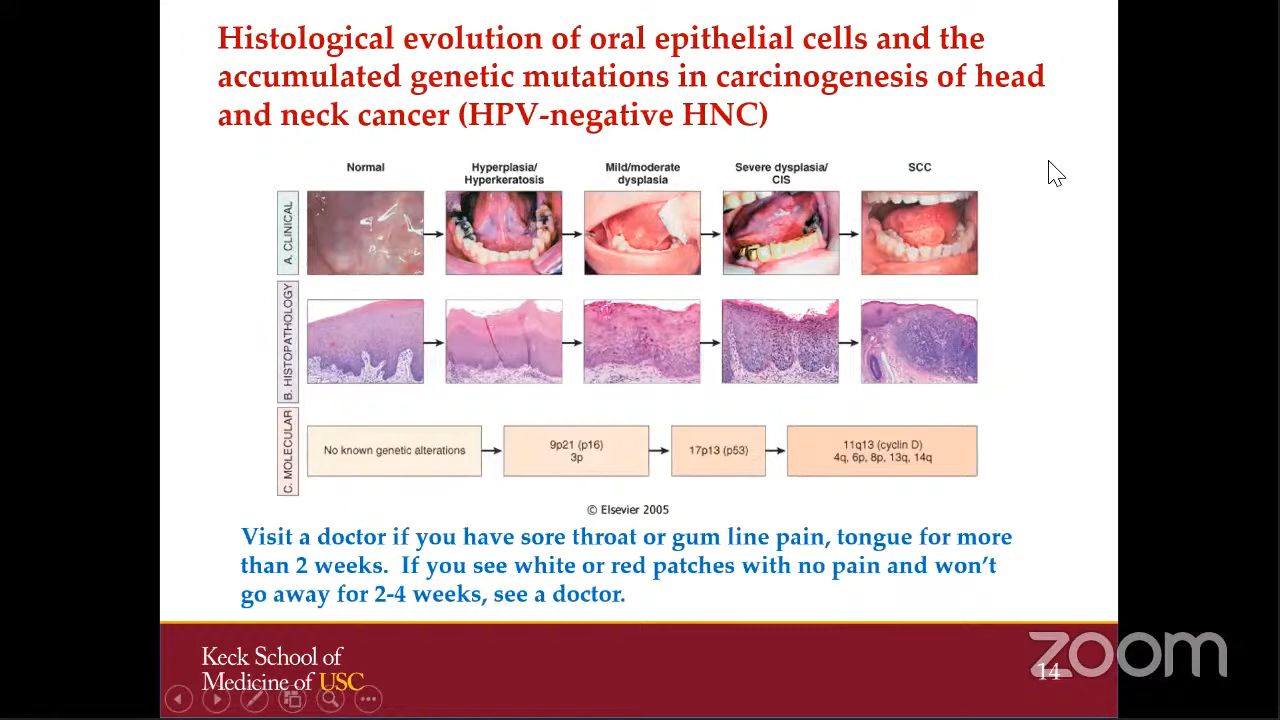 Histological evolution of oral epithelial cells and the
accumulated genetic mutations in carcinogenesis of head
and neck cancer (HPV-negative HNC)
Normal
Hyperplasia/
Hyperkeratosis
Mild/moderate
dysplasia
Severe dysplasia/
CIS
SCC
A. CLINICAL
B. HISTOPATHOLOGY
C. MOLECULAR
No known genetic alterations
9p21 (p16)
3p
17p13 (p53)
11q13 (cyclin D)
4q, 6p, 8p, 13q, 14q
© Elsevier 2005
Visit a doctor if you have sore throat or gum line pain, tongue for more
than 2 weeks.  If you see white or red patches with no pain and won't
go away for 2-4 weeks, see a doctor.
Keck School of
Medicine of USC
zoom
14